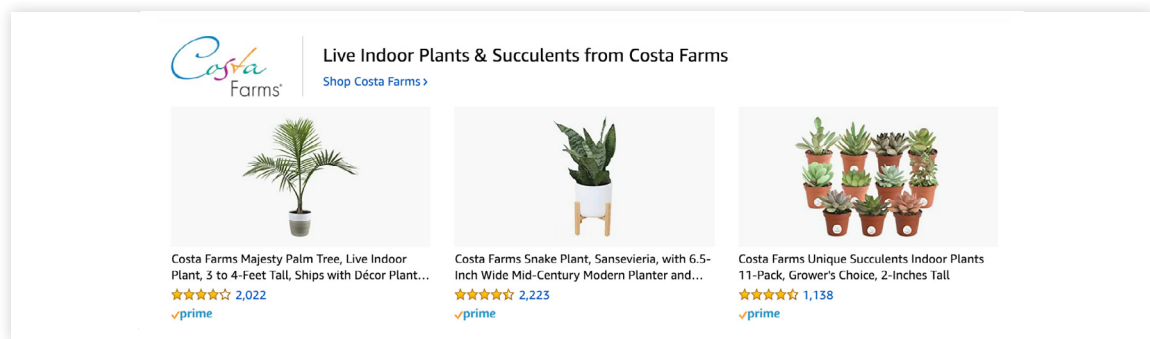 Costa
Farms®
Live Indoor Plants & Succulents from Costa Farms
Shop Costa Farms ›
Costa Farms Majesty Palm Tree, Live Indoor
Plant, 3 to 4-Feet Tall, Ships with Décor Plant...
2,022
prime
Costa Farms Snake Plant, Sansevieria, with 6.5-
Inch Wide Mid-Century Modern Planter and...
2,223
prime
Costa Farms Unique Succulents Indoor Plants
11-Pack, Grower's Choice, 2-Inches Tall
1,138
prime